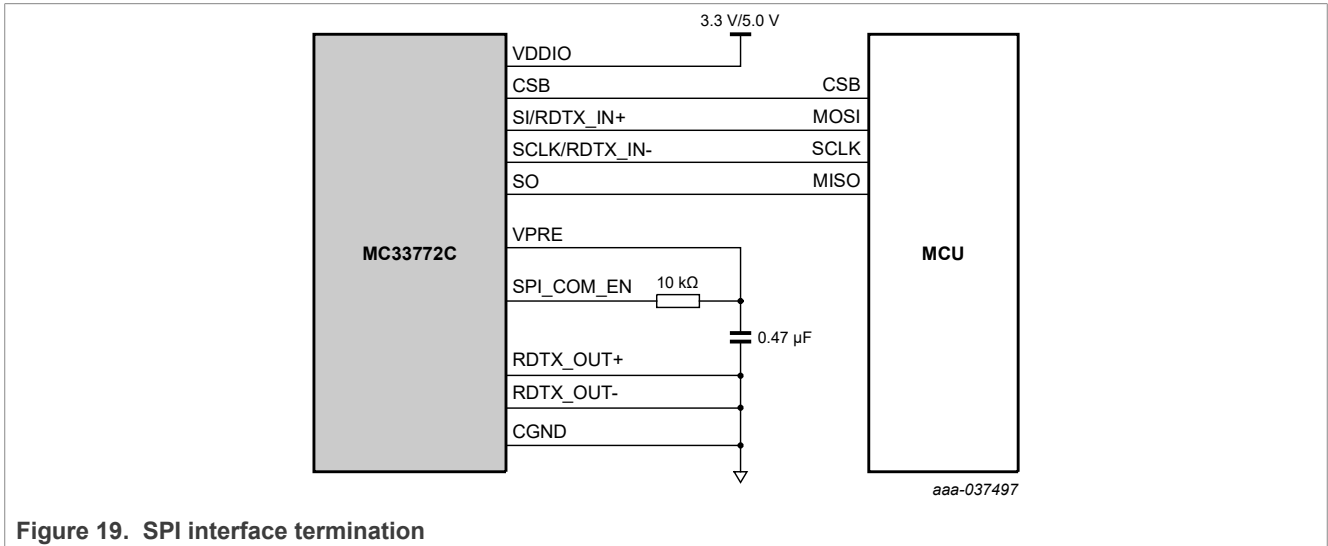 3.3 V/5.0 V
VDDIO
CSB CSB
SI/RDTX_IN+ MOSI
SCLK/RDTX_IN- SCLK
SO MISO
VPRE
MC33772C MCU
SPI_COM_EN 10 kΩ
0.47 μF
RDTX_OUT+
RDTX_OUT-
CGND
aaa-037497
Figure 19. SPI interface termination